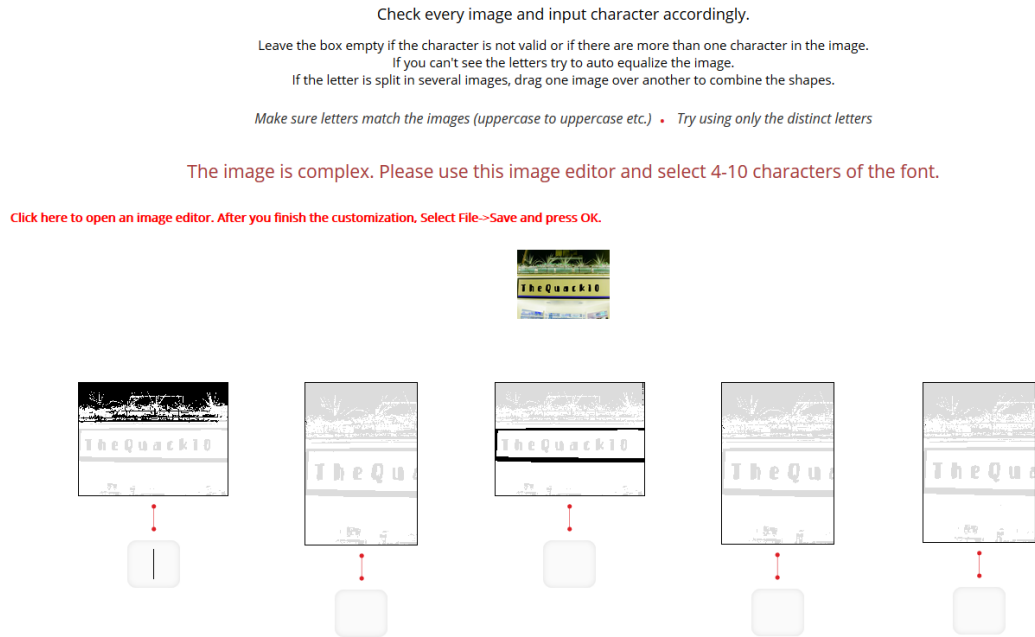 Check every image and input character accordingly.
Leave the box empty if the character is not valid or if there are more than one character in the image.
If you can't see the letters try to auto equalize the image.
If the letter is split in several images, drag one image over another to combine the shapes.
Make sure letters match the images (uppercase to uppercase etc.) • Try using only the distinct letters
The image is complex. Please use this image editor and select 4-10 characters of the font.
Click here to open an image editor. After you finish the customization, Select File->Save and press OK.
TheQuack10
TheQuack10
TheQu
TheQuack10
TheQu
TheQu